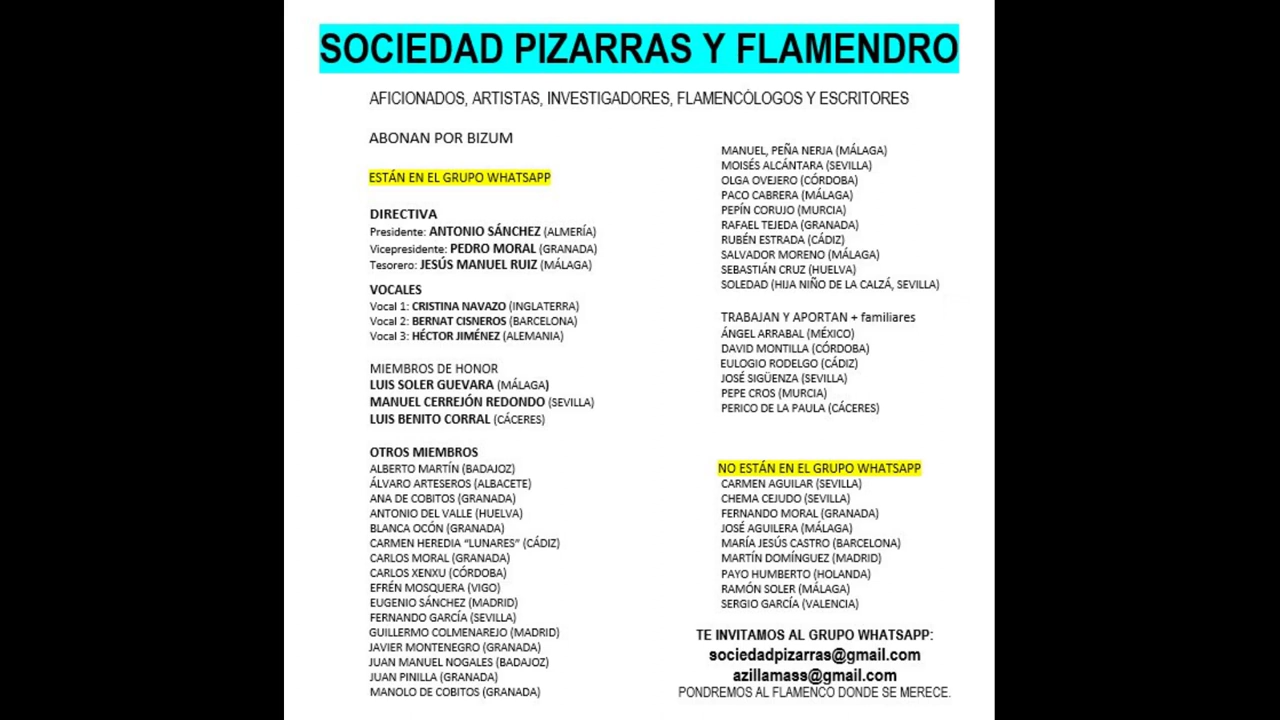 SOCIEDAD PIZARRAS Y FLAMENDRO
AFICIONADOS, ARTISTAS, INVESTIGADORES, FLAMENCÓLOGOS Y ESCRITORES
ABONAN POR BIZUM
ESTÁN EN EL GRUPO WHATSAPP
DIRECTIVA
Presidente: ANTONIO SÁNCHEZ (ALMERÍA)
Vicepresidente: PEDRO MORAL (GRANADA)
Tesorero: JESÚS MANUEL RUIZ (MÁLAGA)
VOCALES
Vocal 1: CRISTINA NAVAZO (INGLATERRA)
Vocal 2: BERNAT CISNEROS (BARCELONA)
Vocal 3: HÉCTOR JIMÉNEZ (ALEMANIA)
MIEMBROS DE HONOR
LUIS SOLER GUEVARA (MÁLAGA)
MANUEL CERREJÓN REDONDO (SEVILLA)
LUIS BENITO CORRAL (CÁCERES)
OTROS MIEMBROS
ALBERTO MARTÍN (BADAJOZ)
ÁLVARO ARTESEROS (ALBACETE)
ANA DE COBITOS (GRANADA)
ANTONIO DEL VALLE (HUELVA)
BLANCA OCÓN (GRANADA)
CARMEN HEREDIA “LUNARES” (CÁDIZ)
CARLOS MORAL (GRANADA)
CARLOS XENXU (CÓRDOBA)
EFRÉN MOSQUERA (VIGO)
EUGENIO SÁNCHEZ (MADRID)
FERNANDO GARCÍA (SEVILLA)
GUILLERMO COLMENAREJO (MADRID)
JAVIER MONTENEGRO (GRANADA)
JUAN MANUEL NOGALES (BADAJOZ)
JUAN PINILLA (GRANADA)
MANOLO DE COBITOS (GRANADA)
MANUEL, PEÑA NERJA (MÁLAGA)
MOISÉS ALCÁNTARA (SEVILLA)
OLGA OVEJERO (CÓRDOBA)
PACO CABRERA (MÁLAGA)
PEPÍN CORUJO (MURCIA)
RAFAEL TEJEDA (GRANADA)
RUBÉN ESTRADA (CÁDIZ)
SALVADOR MORENO (MÁLAGA)
SEBASTIÁN CRUZ (HUELVA)
SOLEDAD (HIJA NIÑO DE LA CALZÁ, SEVILLA)
TRABAJAN Y APORTAN + familiares
ÁNGEL ARRABAL (MÉXICO)
DAVID MONTILLA (CÓRDOBA)
EULOGIO RODELGO (CÁDIZ)
JOSÉ SIGÜENZA (SEVILLA)
PEPE CROS (MURCIA)
PERICO DE LA PAULA (CÁCERES)
NO ESTÁN EN EL GRUPO WHATSAPP
CARMEN AGUILAR (SEVILLA)
CHEMA CEJUDO (SEVILLA)
FERNANDO MORAL (GRANADA)
JOSÉ AGUILERA (MÁLAGA)
MARÍA JESÚS CASTRO (BARCELONA)
MARTÍN DOMÍNGUEZ (MADRID)
PAYO HUMBERTO (HOLANDA)
RAMÓN SOLER (MÁLAGA)
SERGIO GARCÍA (VALENCIA)
TE INVITAMOS AL GRUPO WHATSAPP:
sociedadpizarras@gmail.com
azillamass@gmail.com
PONDREMOS AL FLAMENCO DONDE SE MERECE.